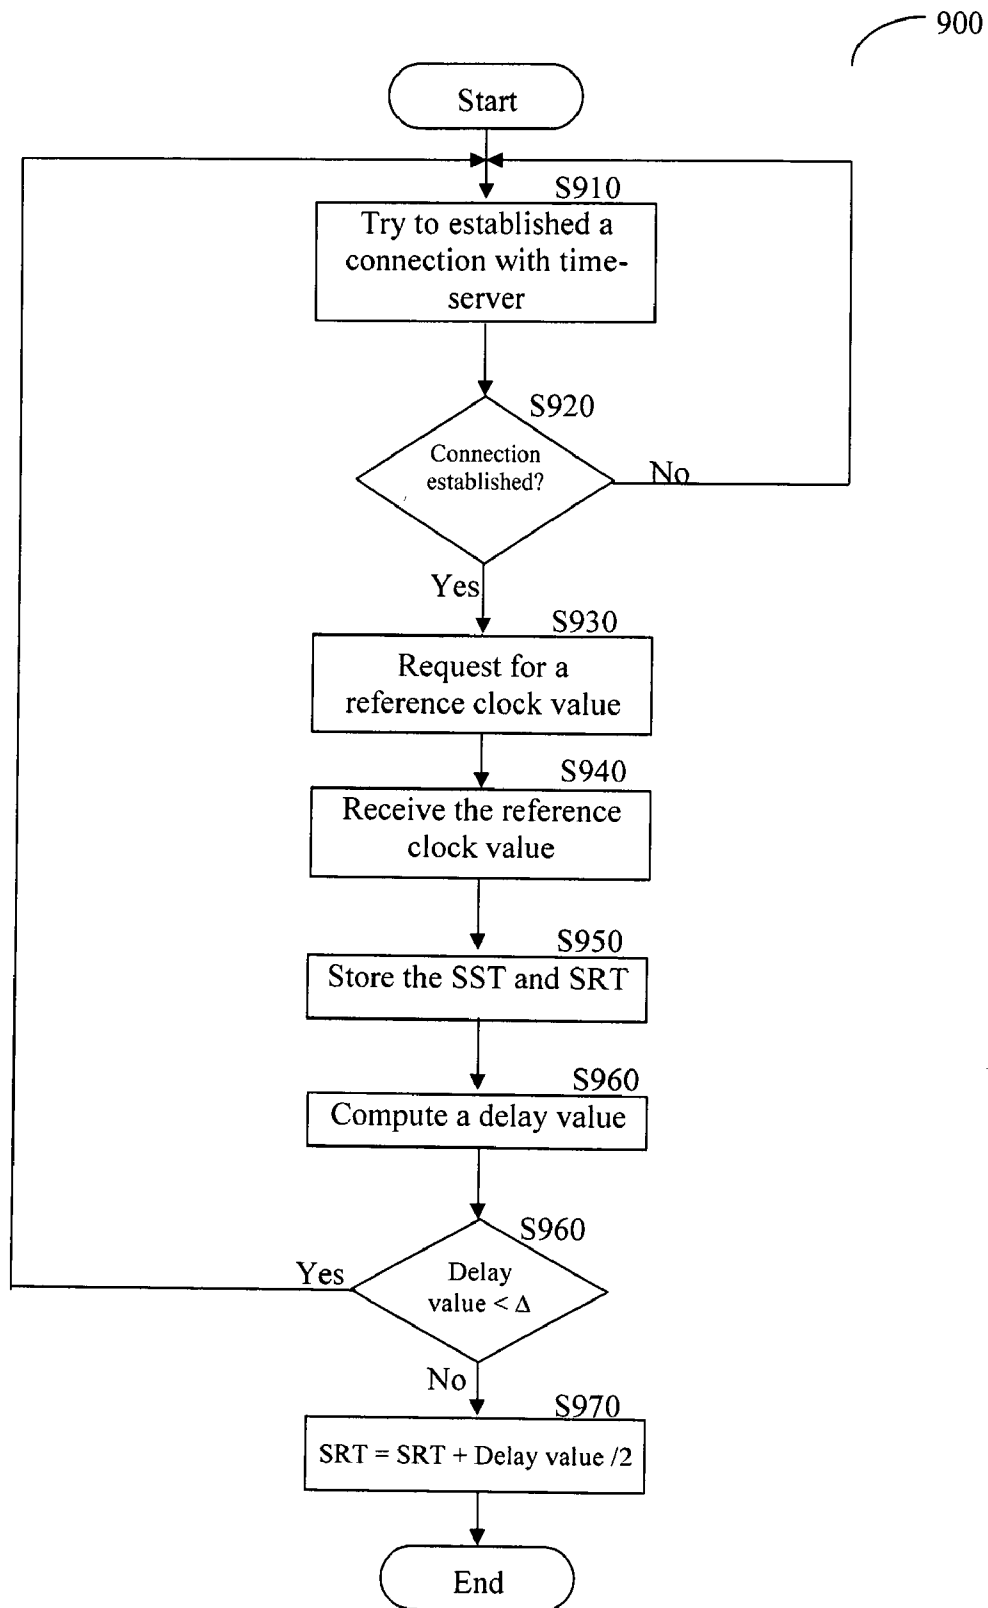 900
Start
S910
Try to established a
connection with time-
server
S920
Connection
established?
No
Yes
S930
Request for a
reference clock value
S940
Receive the reference
clock value
S950
Store the SST and SRT
S960
Compute a delay value
S960
Yes
Delay
value < Δ
No
S970
SRT = SRT + Delay value /2
End